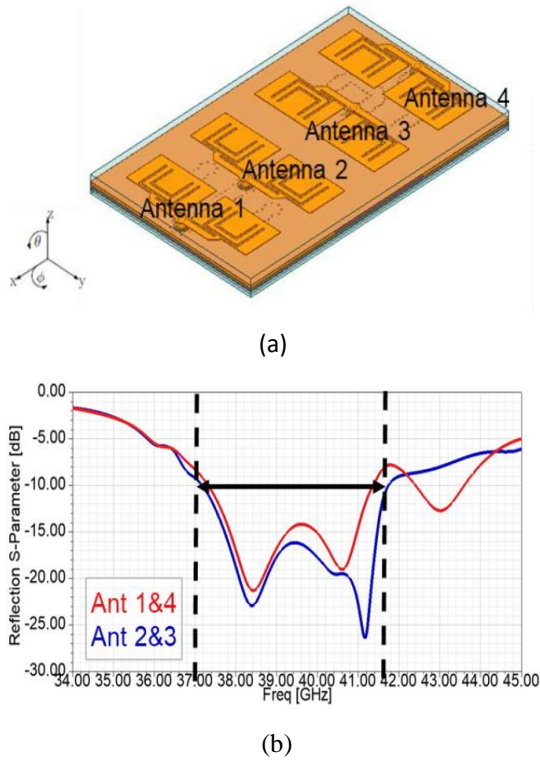 Antenna 4
Antenna 3
Antenna 2
Antenna 1
z
θ
x
ϕ
y
(a)
Reflection S-Parameter [dB]
0.00
-5.00
-10.00
-15.00
-20.00
-25.00
-30.00
Ant 1&4
Ant 2&3
34.00 35.00 36.00 37.00 38.00 39.00 40.00 41.00 42.00 43.00 44.00 45.00
Freq [GHz]
(b)